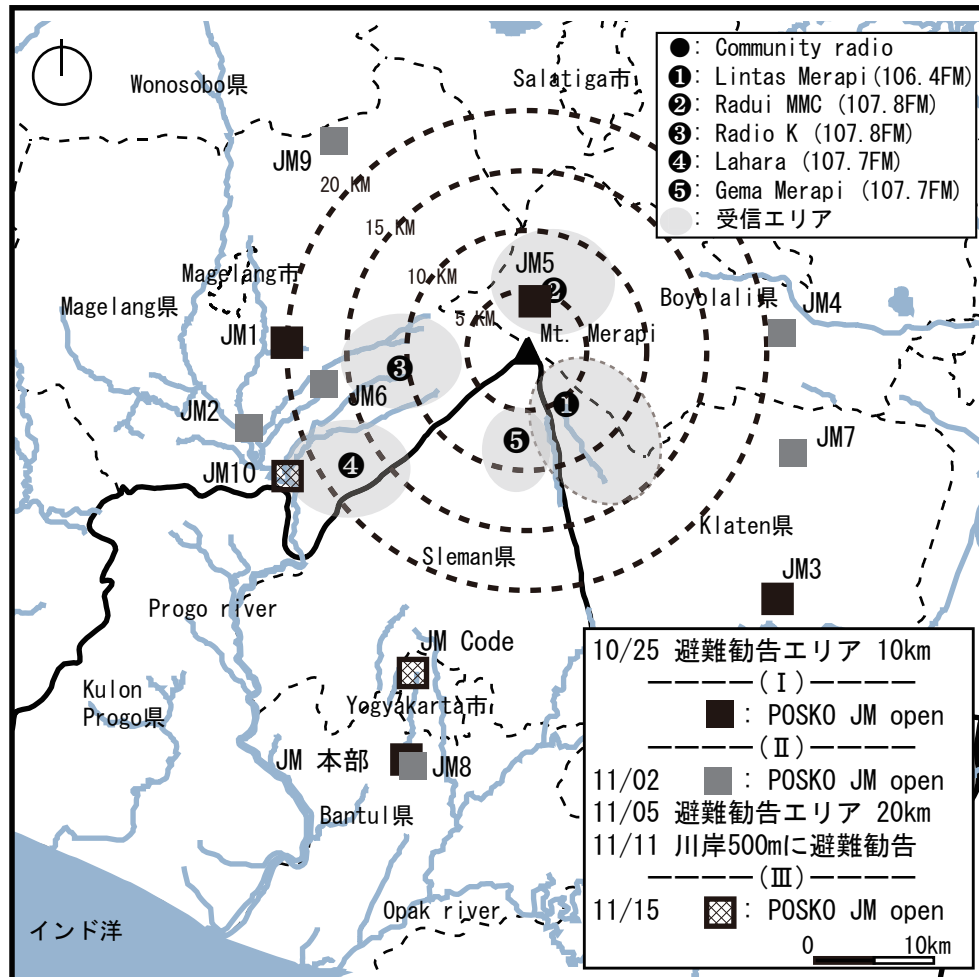 Wonosobo県
Salatiga市
JM9
20 KM
15 KM
10 KM
5 KM
Magelang市
Magelang県
JM1
JM5
❷
Mt. Merapi
Boyolali県
JM4
❸
JM6
JM2
❶
❺
JM7
JM10
❹
Klaten県
Sleman県
JM3
Progo river
JM Code
Kulon
Progo県
Yogyakarta市
JM 本部
JM8
Bantul県
Opak river
インド洋
●: Community radio
❶: Lintas Merapi(106.4FM)
❷: Radui MMC (107.8FM)
❸: Radio K (107.8FM)
❹: Lahara (107.7FM)
❺: Gema Merapi (107.7FM)
: 受信エリア
10/25 避難勧告エリア 10km
—————(Ⅰ)—————
: POSKO JM open
—————(Ⅱ)—————
11/02 : POSKO JM open
11/05 避難勧告エリア 20km
11/11 川岸500mに避難勧告
—————(Ⅲ)—————
11/15 : POSKO JM open
0 10km